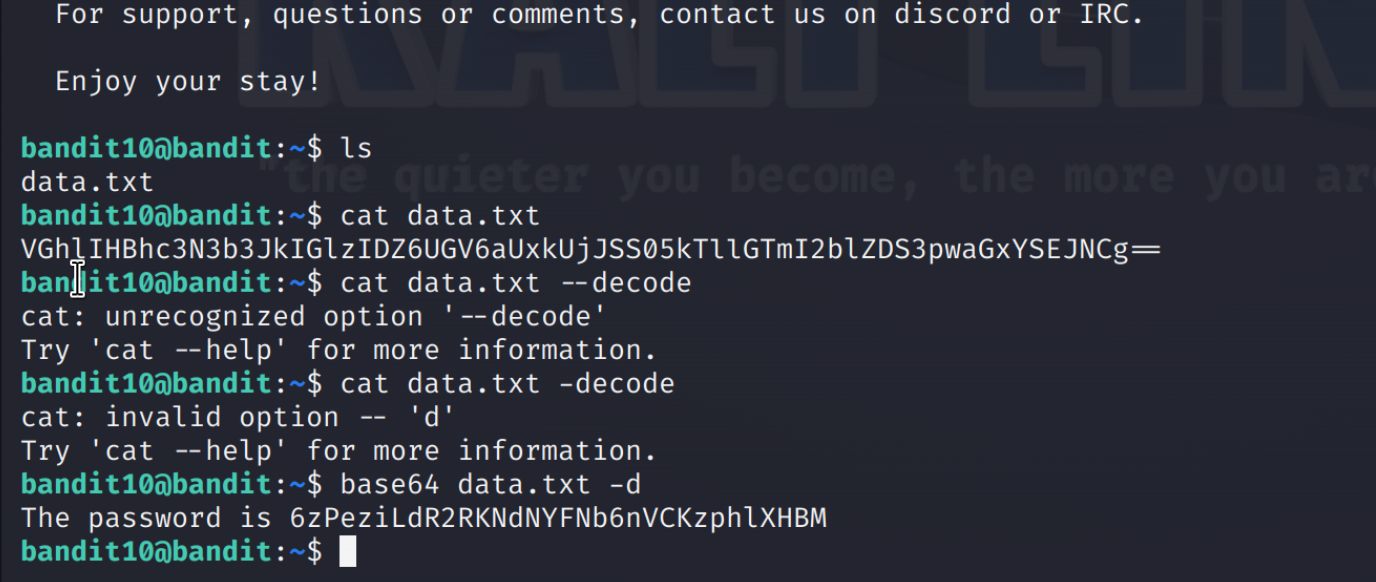 For support, questions or comments, contact us on discord or IRC.
Enjoy your stay!
bandit10@bandit:~$ ls
"the quieter you become, the more you ar
data.txt
bandit10@bandit:~$ cat data.txt
VGhlIHBhc3N3b3JkIGlzIDZ6UGV6aUxkUjJSS05kTllGTmI2blZDS3pwaGxYSEJNCg==
bandit10@bandit:~$ cat data.txt --decode
cat: unrecognized option '--decode'
Try 'cat --help' for more information.
bandit10@bandit:~$ cat data.txt -decode
cat: invalid option -- 'd'
Try 'cat --help' for more information.
bandit10@bandit:~$ base64 data.txt -d
The password is 6zPeziLdR2RKNdNYFNb6nVCKzphlXHBM
bandit10@bandit:~$